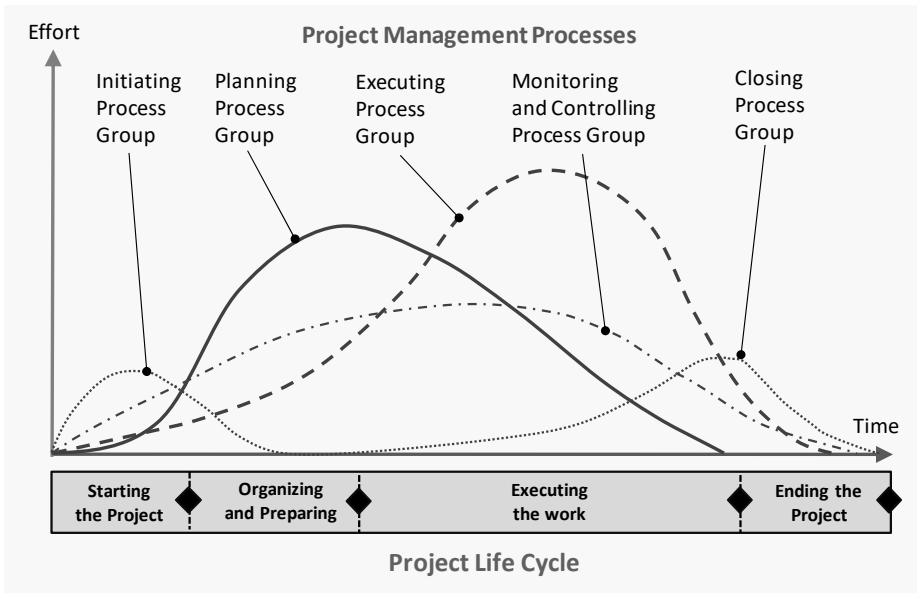 Effort
Project Management Processes
Initiating
Process
Group
Planning
Process
Group
Executing
Process
Group
Monitoring
and Controlling
Process Group
Closing
Process
Group
Time
Starting
the Project
Organizing
and Preparing
Executing
the work
Ending the
Project
Project Life Cycle